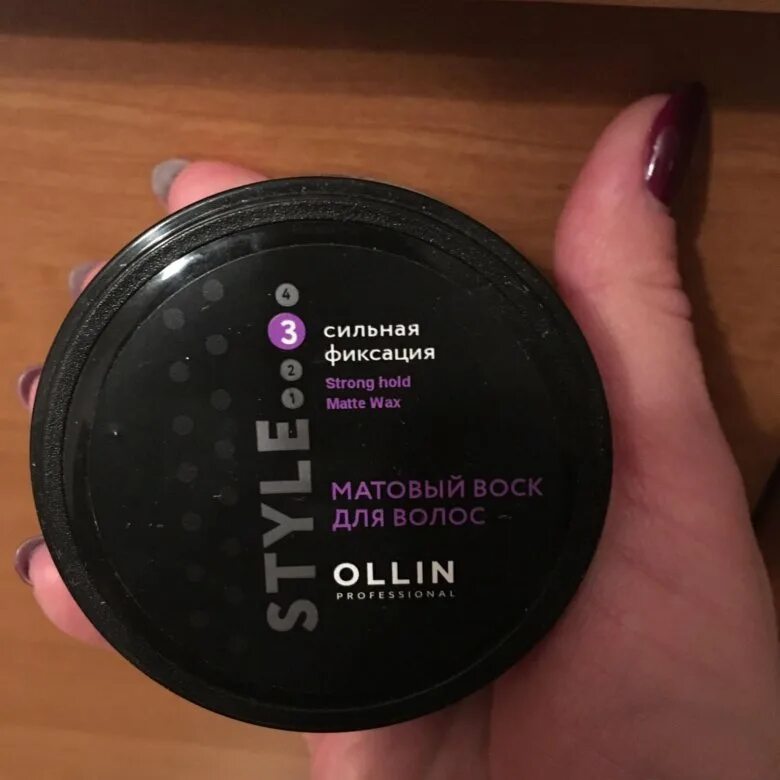 4
3
2
1
сильная
фиксация
Strong hold
Matte Wax
STYLE
МАТОВЫЙ ВОСК
ДЛЯ ВОЛОС
OLLIN
PROFESSIONAL